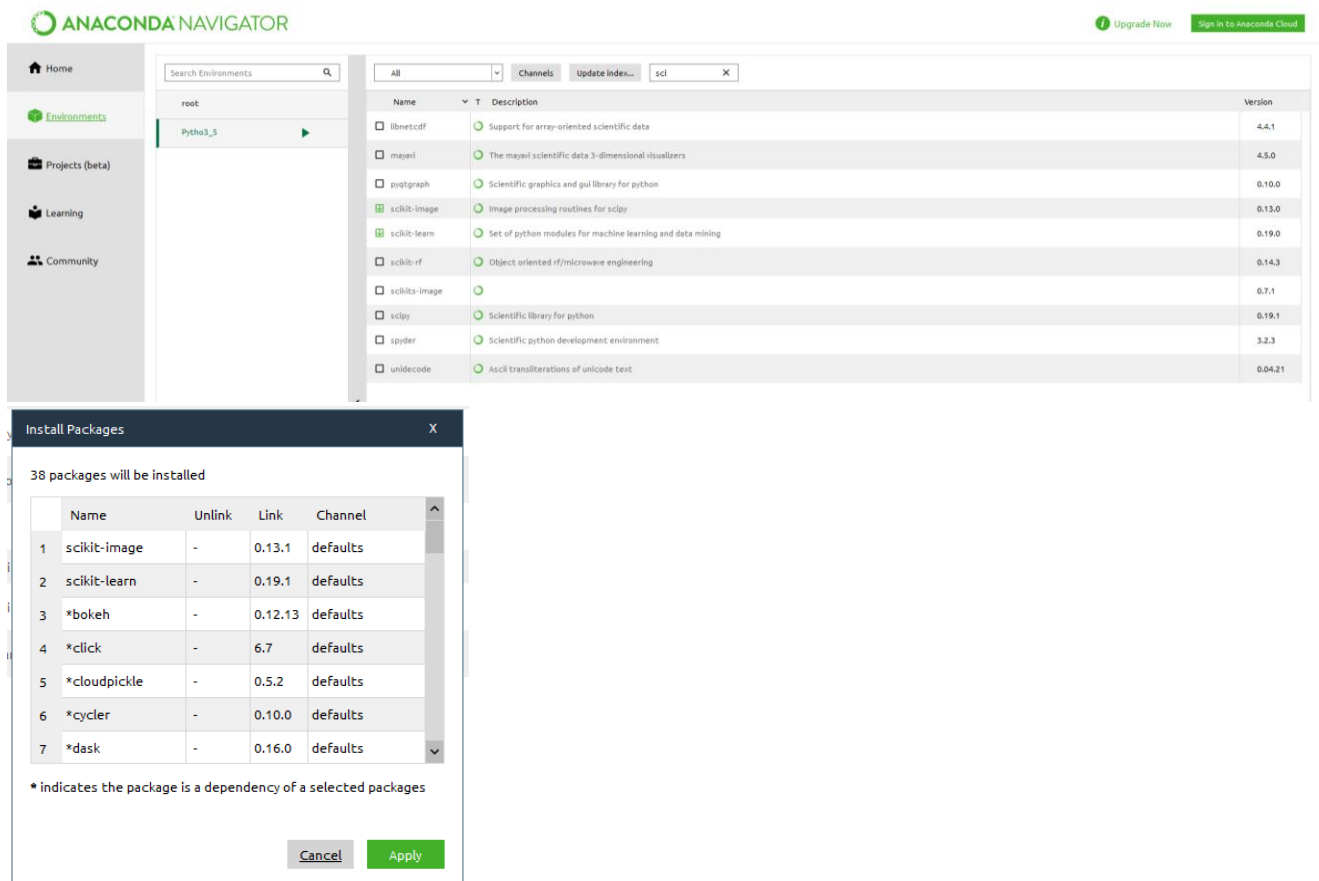 ANACONDA NAVIGATOR
Upgrade Now
Sign in to Anaconda Cloud
Home
Environments
Projects (beta)
Learning
Community
Search Environments
root
Pytho3_5
All Channels Update index... sci X
Name T Description Version
libnetcdf Support for array-oriented scientific data 4.4.1
mayavi The mayavi scientific data 3-dimensional visualizers 4.5.0
pyqtgraph Scientific graphics and gui library for python 0.10.0
scikit-image Image processing routines for scipy 0.13.0
scikit-learn Set of python modules for machine learning and data mining 0.19.0
scikit-rf Object oriented rf/microwave engineering 0.14.3
scikits-image 0.7.1
scipy Scientific library for python 0.19.1
spyder Scientific python development environment 3.2.3
unidecode Ascii transliterations of unicode text 0.04.21
Install Packages X
38 packages will be installed
Name Unlink Link Channel
1 scikit-image - 0.13.1 defaults
2 scikit-learn - 0.19.1 defaults
3 *bokeh - 0.12.13 defaults
4 *click - 6.7 defaults
5 *cloudpickle - 0.5.2 defaults
6 *cycler - 0.10.0 defaults
7 *dask - 0.16.0 defaults
* indicates the package is a dependency of a selected packages
Cancel Apply